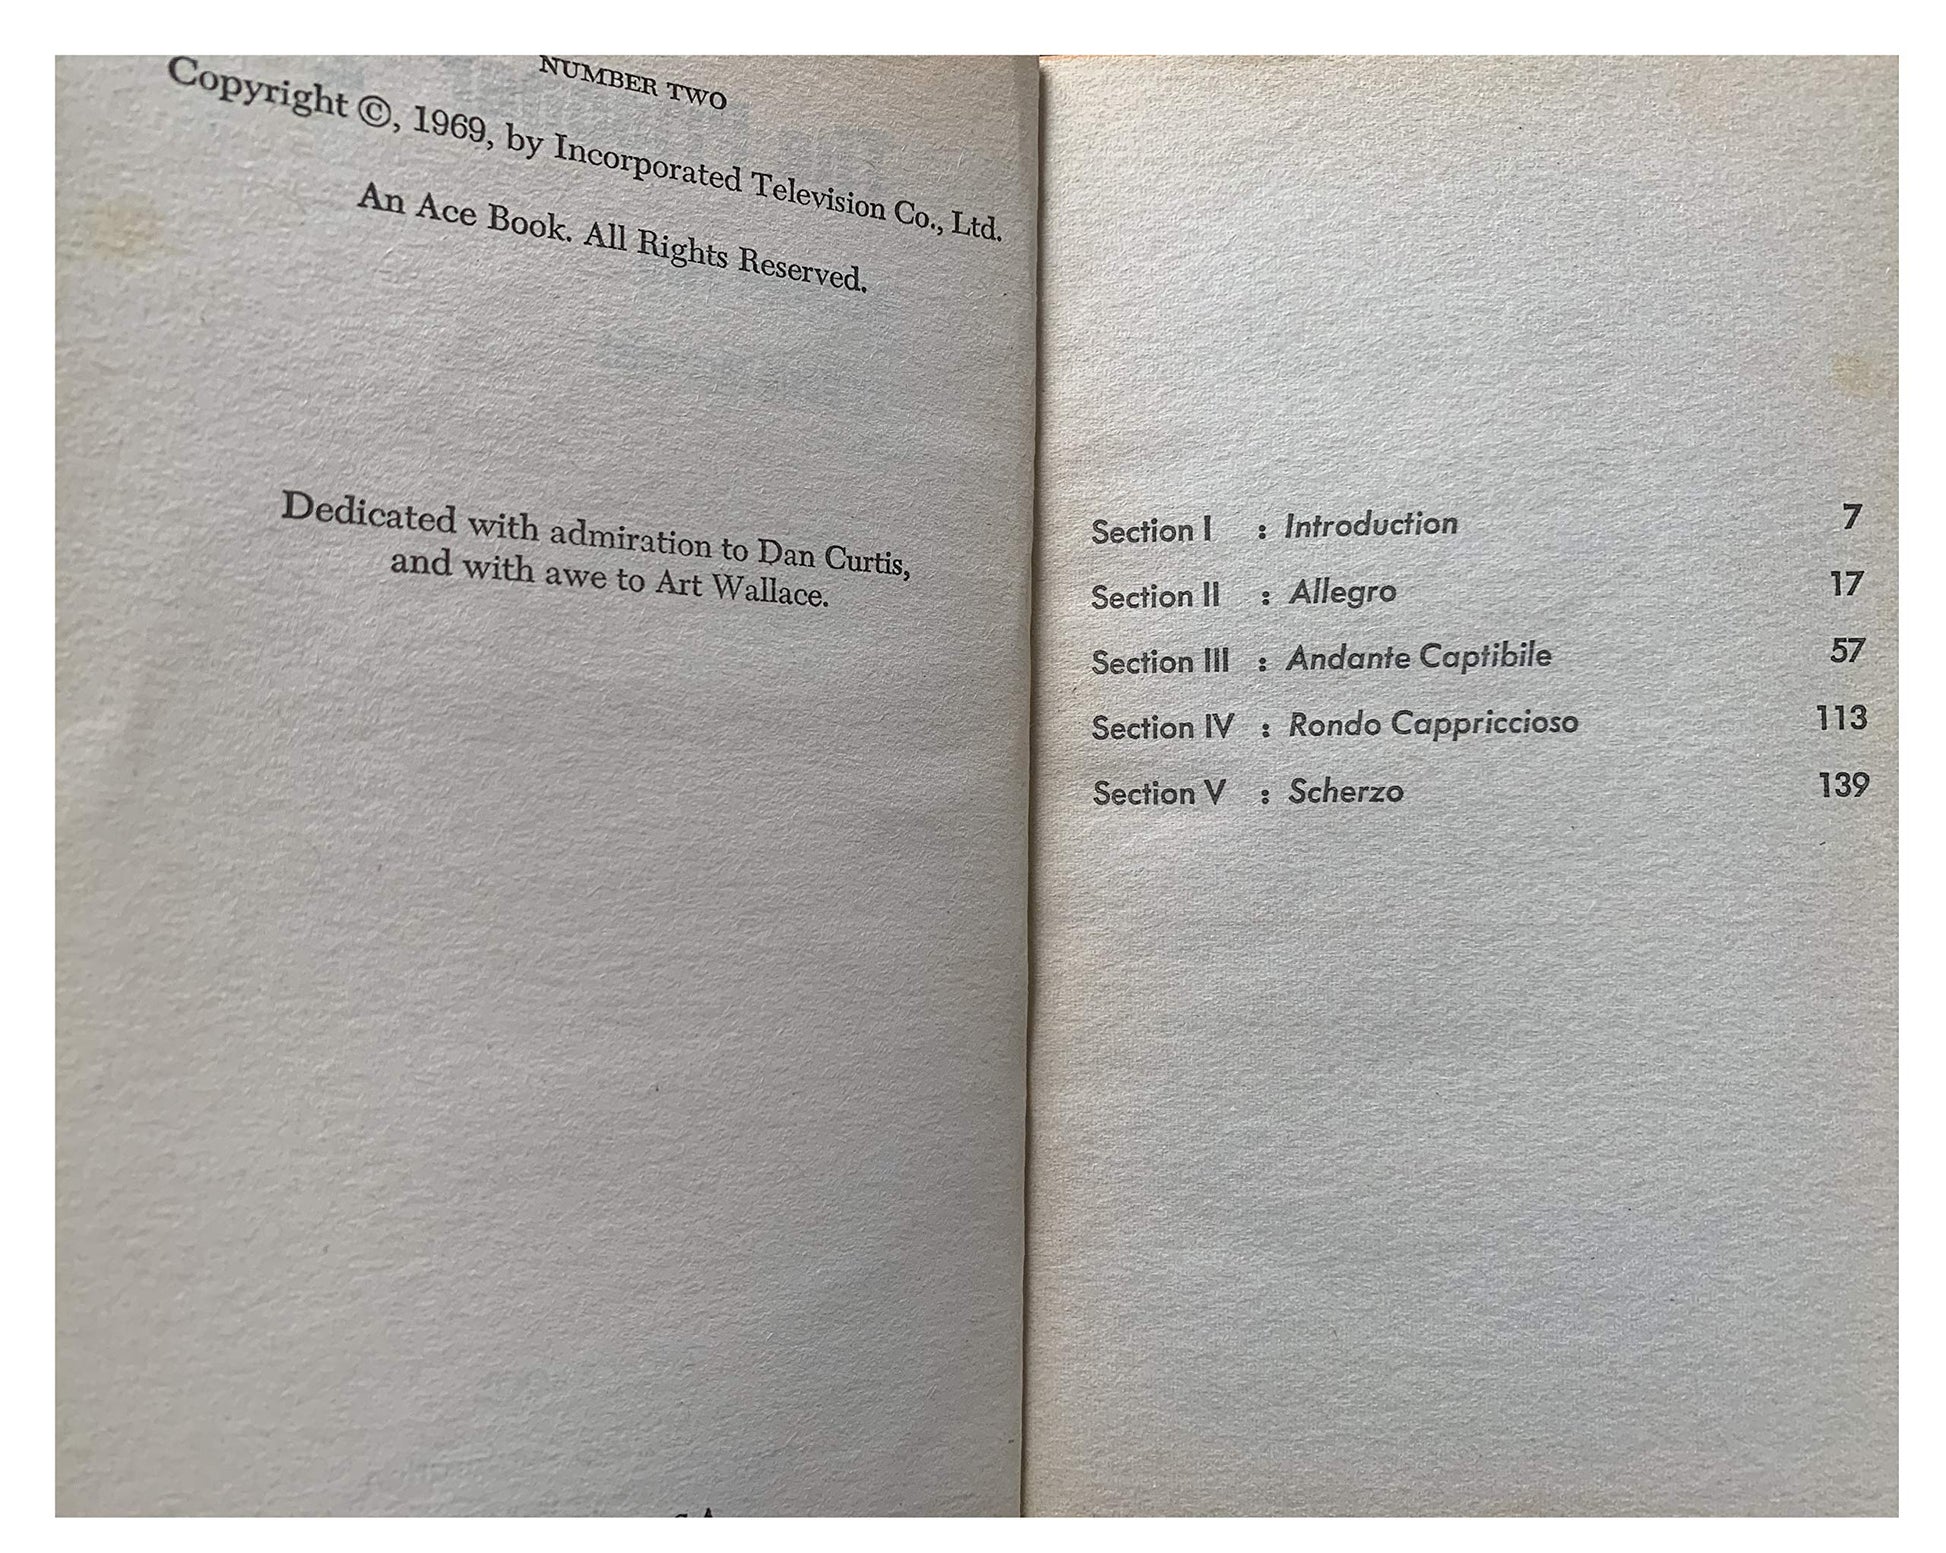 NUMBER TWO
Copyright ©, 1969, by Incorporated Television Co., Ltd.
An Ace Book. All Rights Reserved.
Dedicated with admiration to Dan Curtis,
and with awe to Art Wallace.
Section I : Introduction 7
Section II : Allegro 17
Section III : Andante Captibile 57
Section IV : Rondo Cappriccioso 113
Section V : Scherzo 139